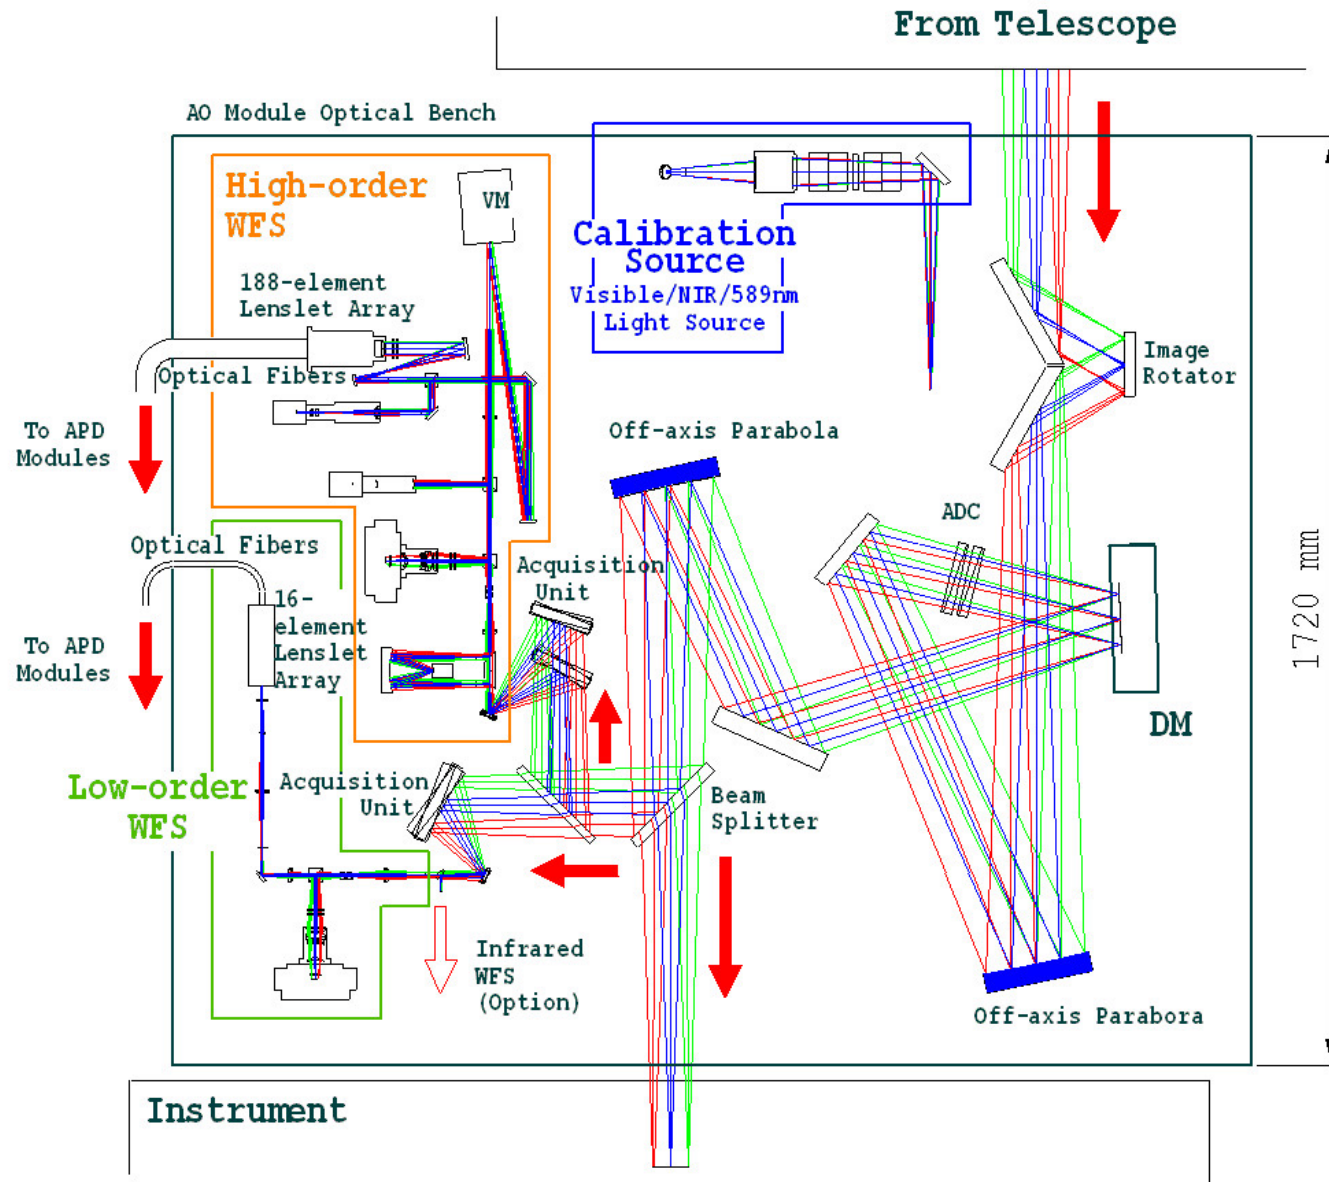 From Telescope
AO Module Optical Bench
High-order
WFS
VM
188-element
Lenslet Array
Optical Fibers
To APD
Modules
Calibration
Source
Visible/NIR/589nm
Light Source
Image
Rotator
Off-axis Parabola
ADC
1720 mm
Optical Fibers
16-
element
Lenslet
Array
To APD
Modules
Acquisition
Unit
DM
Low-order
WFS
Acquisition
Unit
Beam
Splitter
Infrared
WFS
(Option)
Off-axis Parabora
Instrument